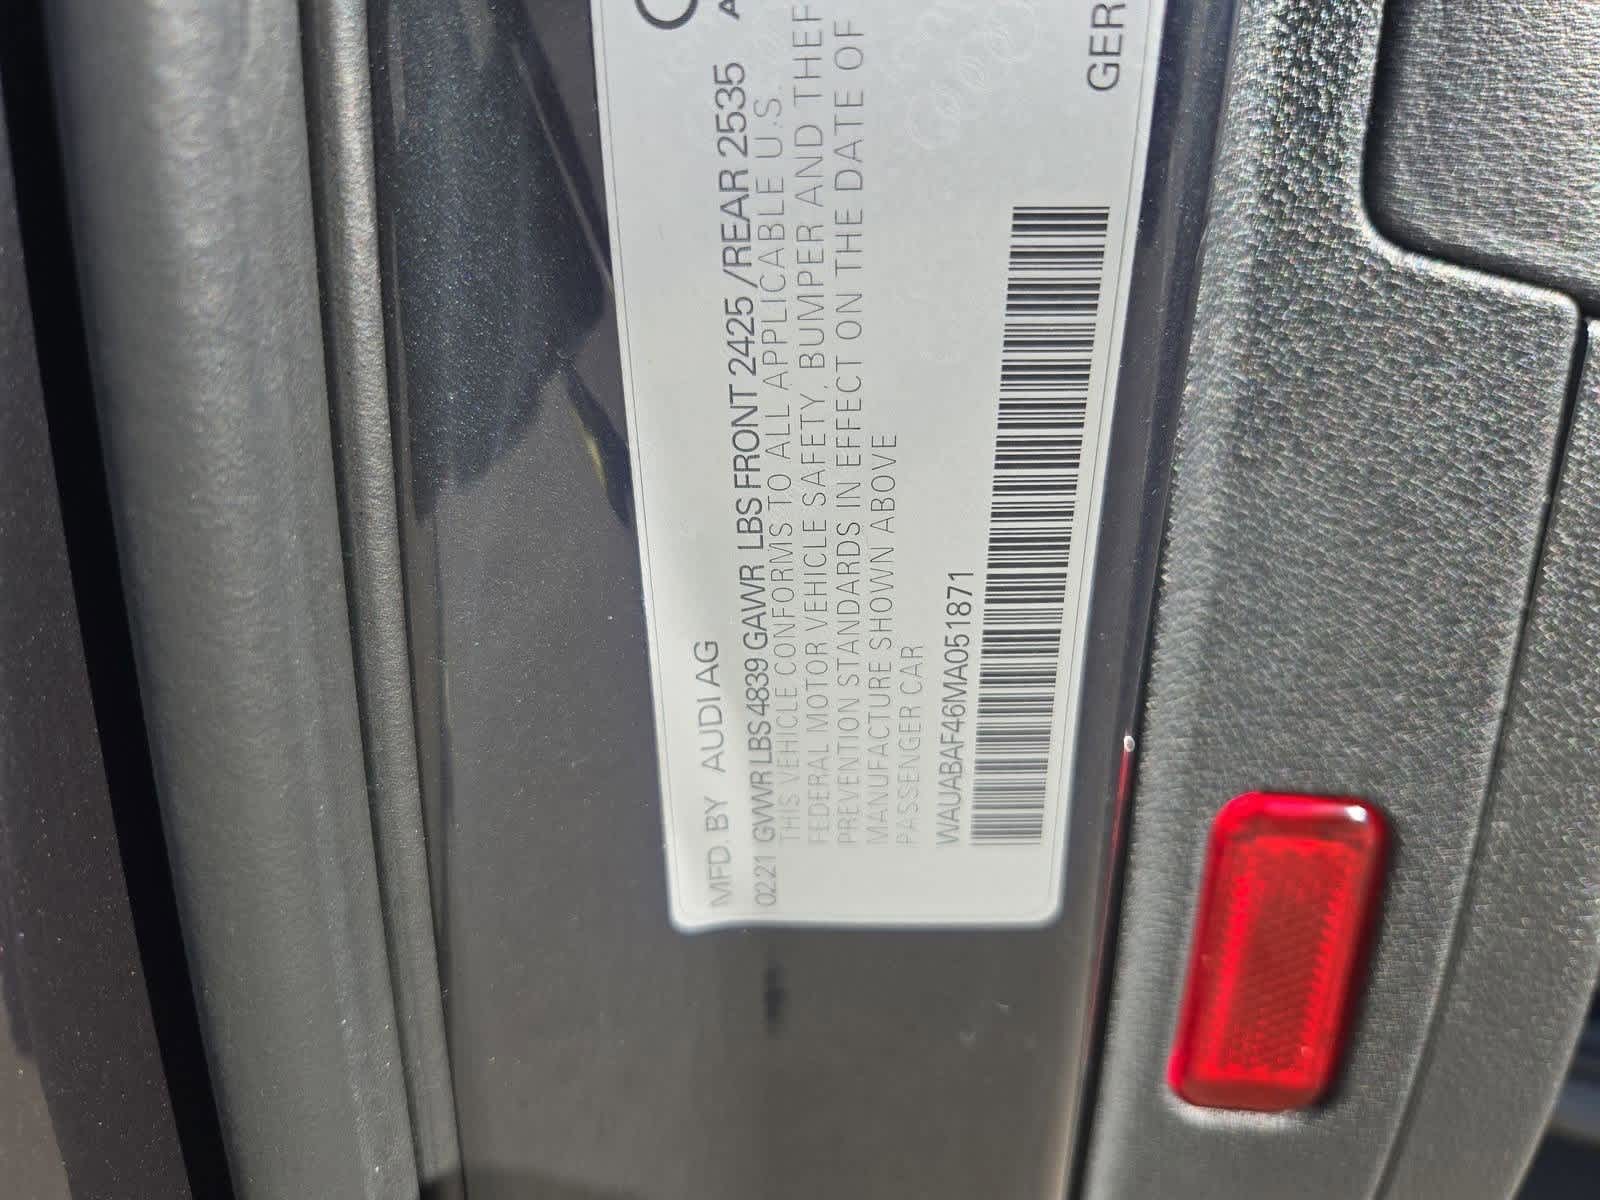 MFD. BY AUDI AG
02.21 GVWR LBS 4839 GAWR LBS FRONT 2425 /REAR 2535
THIS VEHICLE CONFORMS TO ALL APPLICABLE U.S.
FEDERAL MOTOR VEHICLE SAFETY, BUMPER AND THEF
PREVENTION STANDARDS IN EFFECT ON THE DATE OF
MANUFACTURE SHOWN ABOVE
PASSENGER CAR
WAUABAF46MA051871
GER